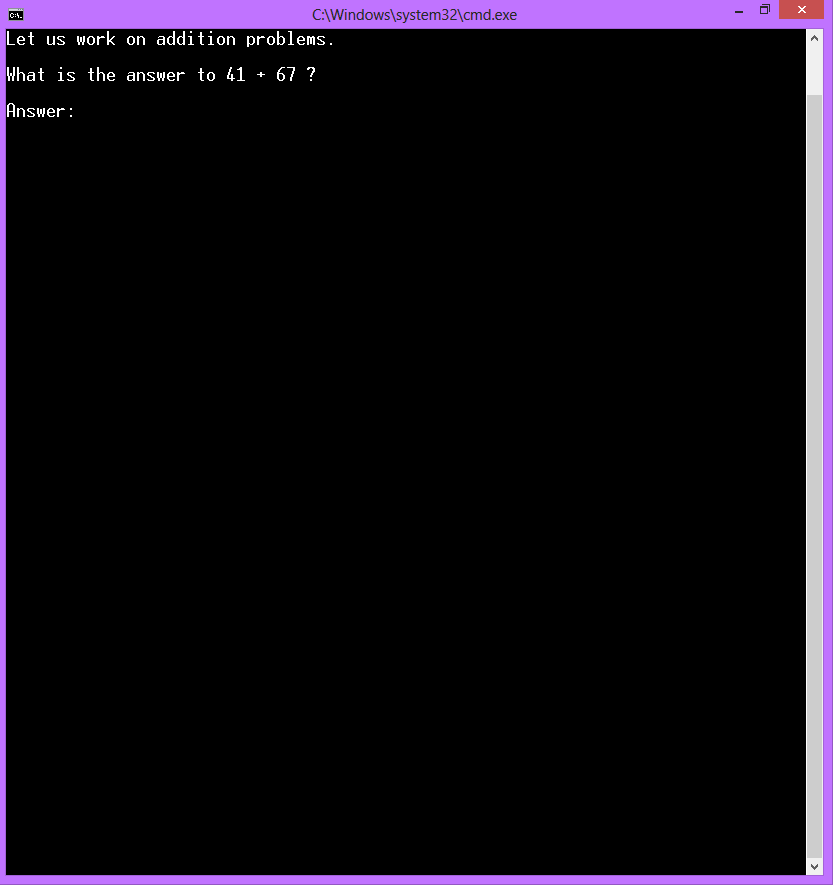 C:\Windows\system32\cmd.exe
Let us work on addition problems.
What is the answer to 41 + 67 ?
Answer: